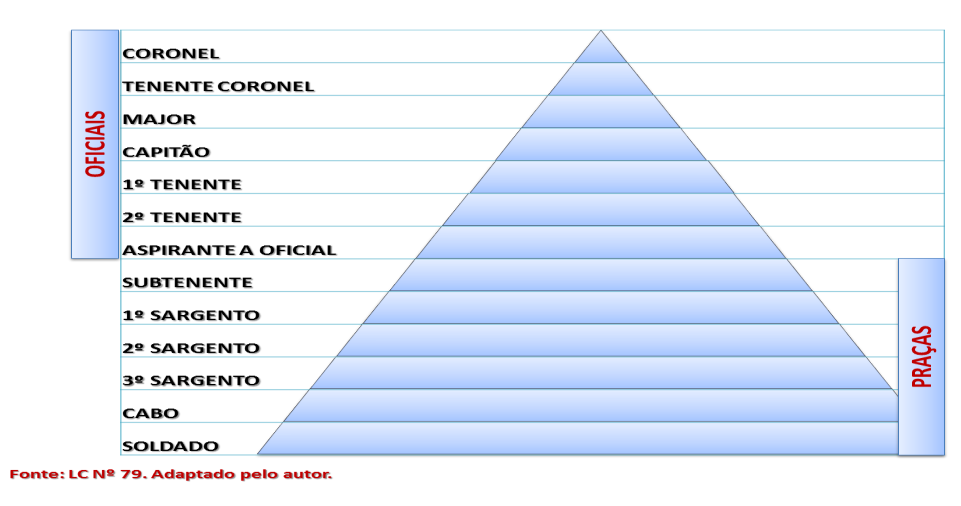 OFICIAIS
CORONEL
TENENTE CORONEL
MAJOR
CAPITÃO
1º TENENTE
2º TENENTE
ASPIRANTE A OFICIAL
SUBTENENTE
1º SARGENTO
2º SARGENTO
3º SARGENTO
CABO
SOLDADO
PRAÇAS
Fonte: LC Nº 79. Adaptado pelo autor.